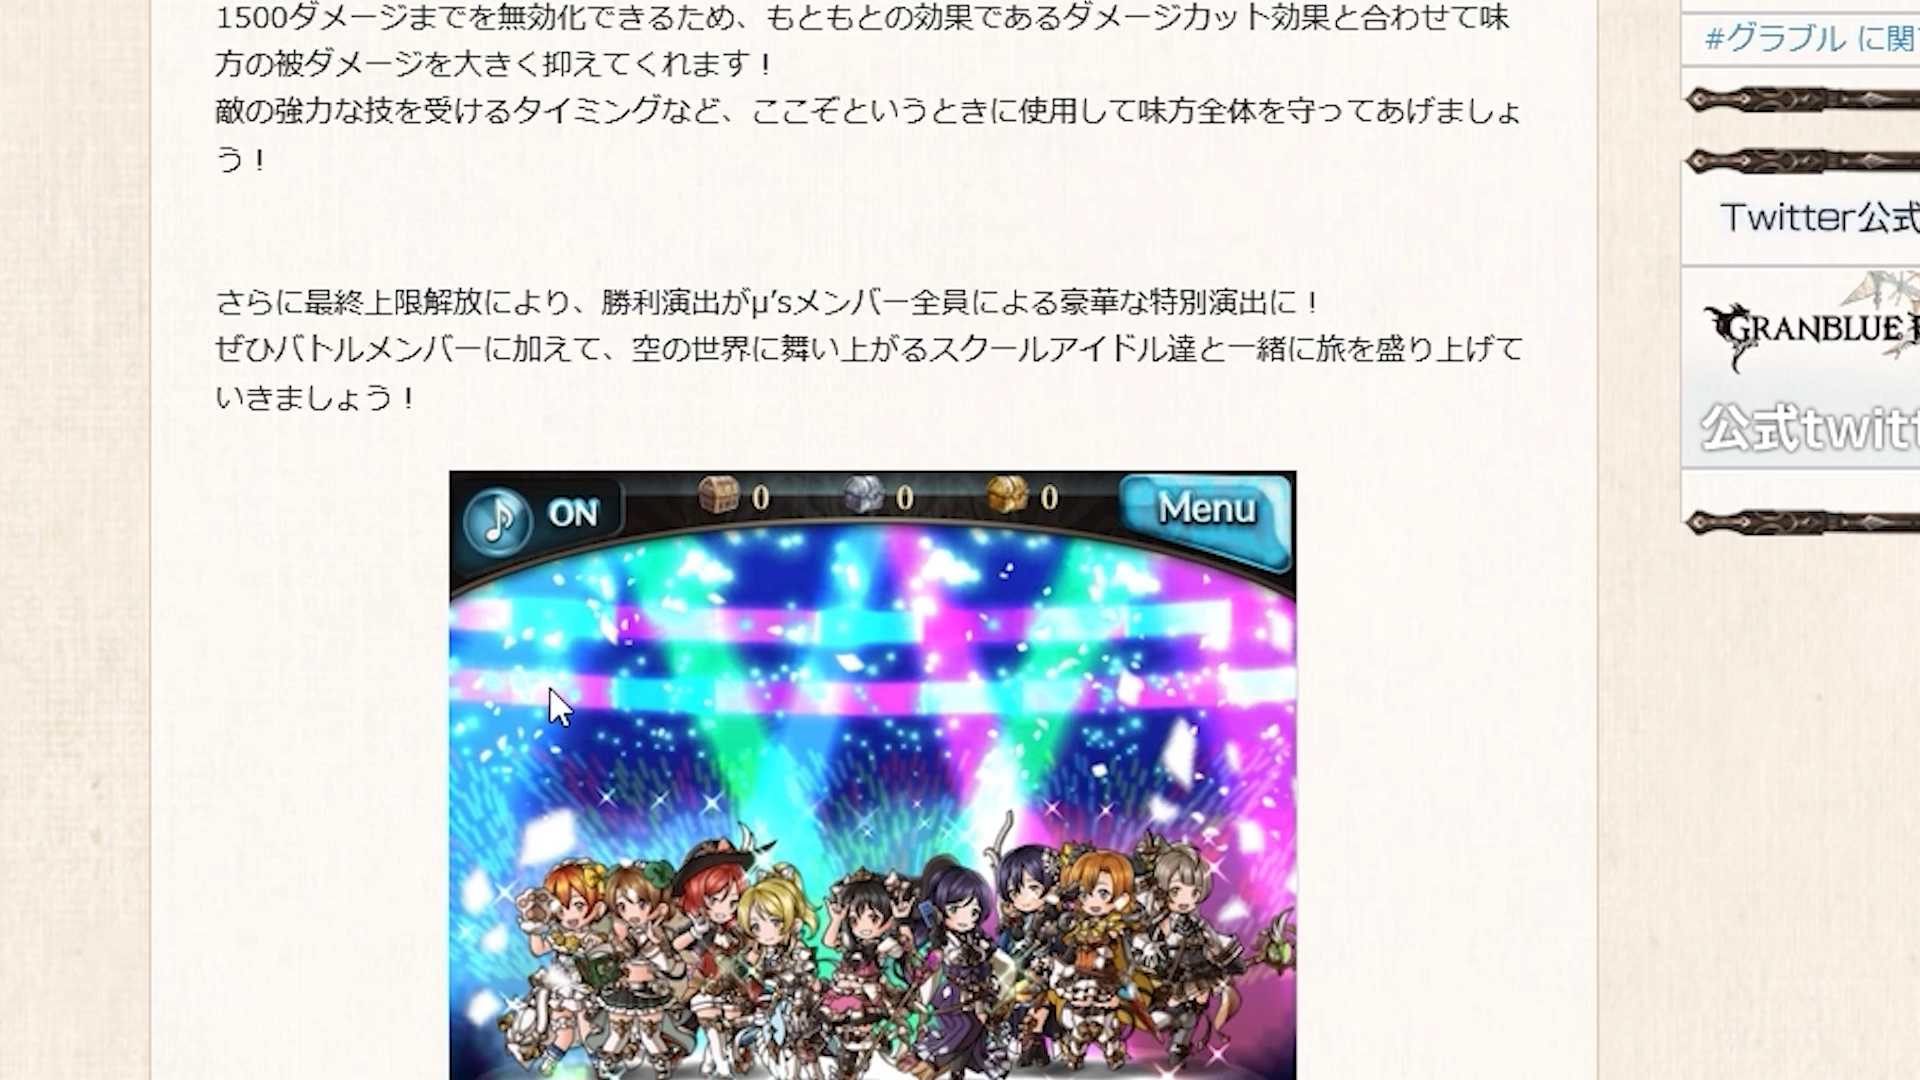 1500ダメージまでを無効化できるため、もともとの効果であるダメージカット効果と合わせて味
方の被ダメージを大きく抑えてくれます！
敵の強力な技を受けるタイミングなど、ここぞというときに使用して味方全体を守ってあげましょ
う！
さらに最終上限解放により、勝利演出がμ'sメンバー全員による豪華な特別演出に！
ぜひバトルメンバーに加えて、空の世界に舞い上がるスクールアイドル達と一緒に旅を盛り上げて
いきましょう！
ON
0
0
0
Menu
#グラブル に関
Twitter公式
GRANBLUE
公式twitt